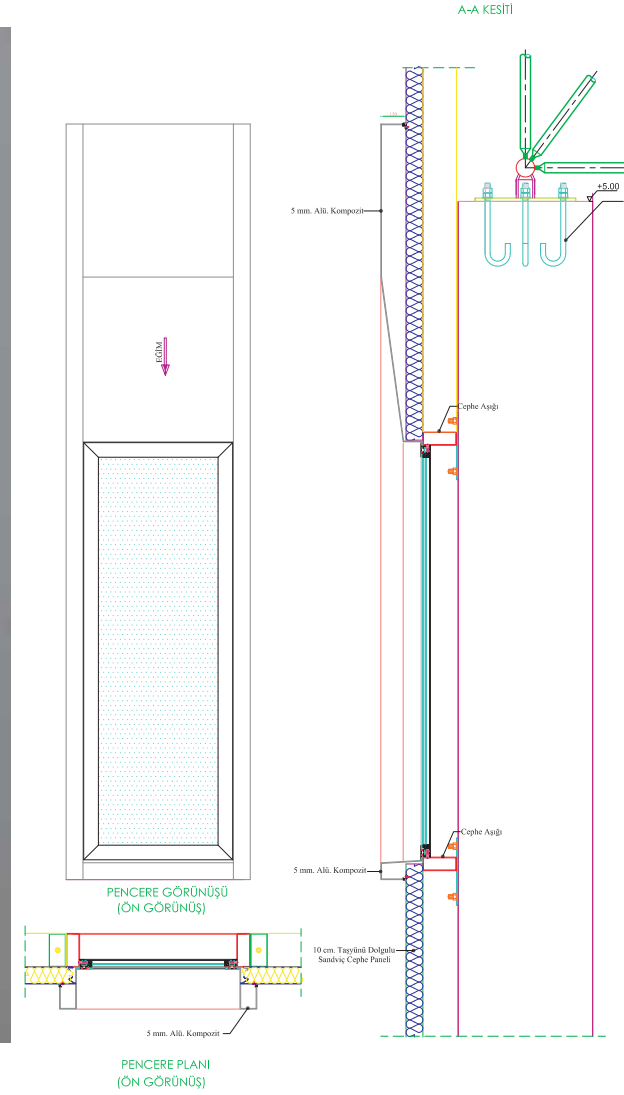 A-A KESİTİ
+5.00
5 mm. Alü. Kompozit
EĞİM
Cephe Aşığı
Cephe Aşığı
5 mm. Alü. Kompozit
PENCERE GÖRÜNÜŞÜ
(ÖN GÖRÜNÜŞ)
10 cm. Taşyünü Dolgulu
Sandviç Cephe Paneli
5 mm. Alü. Kompozit
PENCERE PLANI
(ÖN GÖRÜNÜŞ)